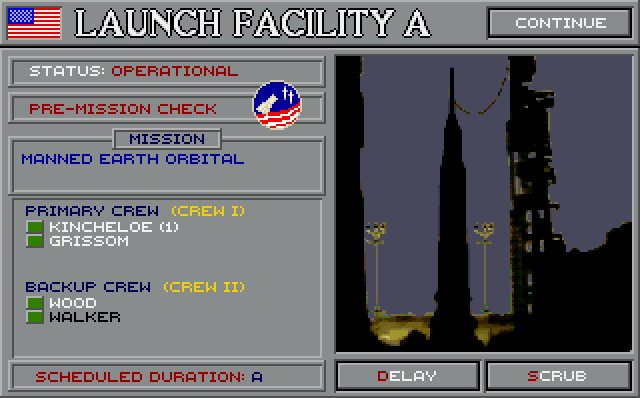 LAUNCH FACILITY A
CONTINUE
STATUS: OPERATIONAL
PRE-MISSION CHECK
MISSION
MANNED EARTH ORBITAL
PRIMARY CREW (CREW I)
KINCHELOE (1)
GRISSOM
BACKUP CREW (CREW II)
WOOD
WALKER
SCHEDULED DURATION: A
DELAY
SCRUB